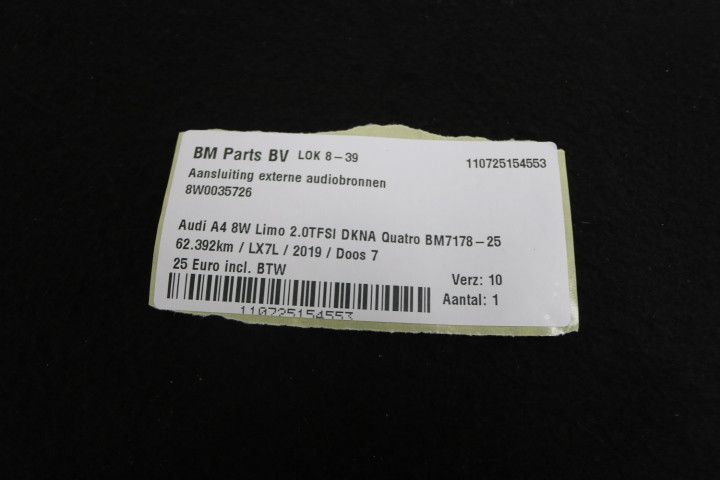 BM Parts BV LOK 8-39 110725154553
Aansluiting externe audiobronnen
8W0035726
Audi A4 8W Limo 2.0TFSI DKNA Quatro BM7178-25
62.392km / LX7L / 2019 / Doos 7
25 Euro incl. BTW Verz: 10
Aantal: 1
110725154553